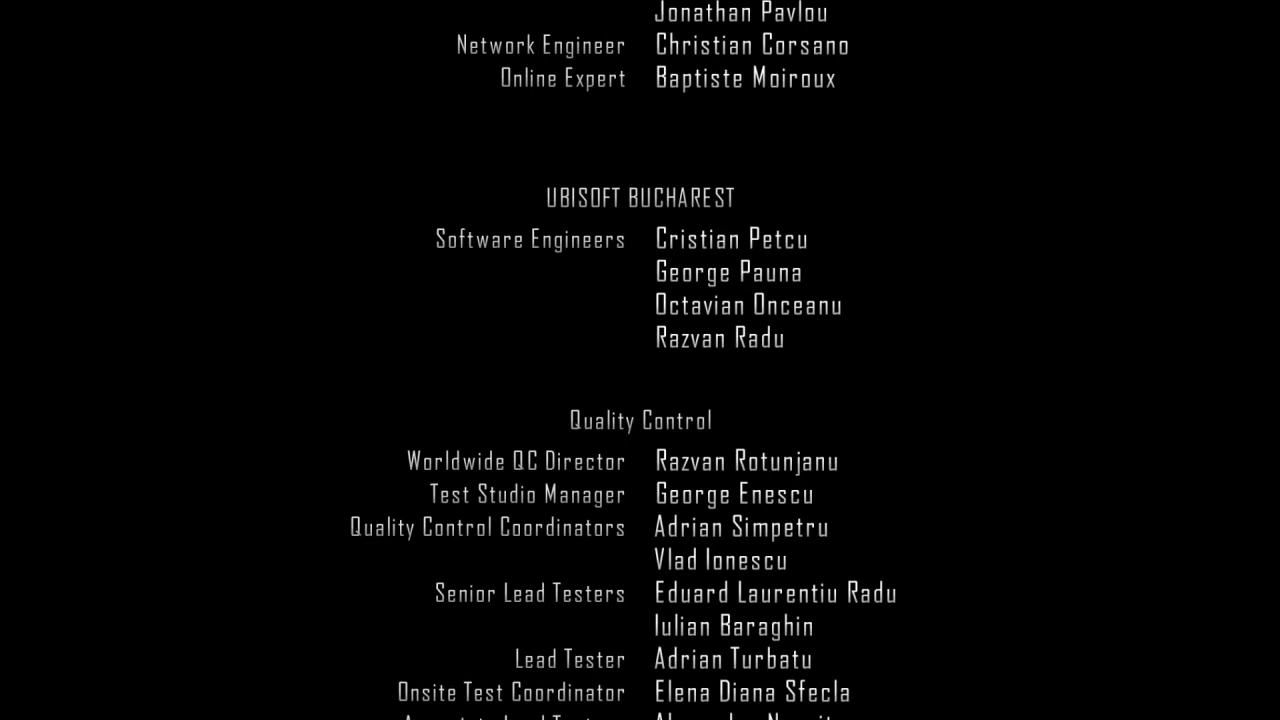 Jonathan Pavlou
Network Engineer Christian Corsano
Online Expert Baptiste Moiroux
UBISOFT BUCHAREST
Software Engineers Cristian Petcu
George Pauna
Octavian Onceanu
Razvan Radu
Quality Control
Worldwide QC Director Razvan Rotunjanu
Test Studio Manager George Enescu
Quality Control Coordinators Adrian Simpetru
Vlad Ionescu
Senior Lead Testers Eduard Laurentiu Radu
Iulian Baraghin
Lead Tester Adrian Turbatu
Onsite Test Coordinator Elena Diana Sfecla